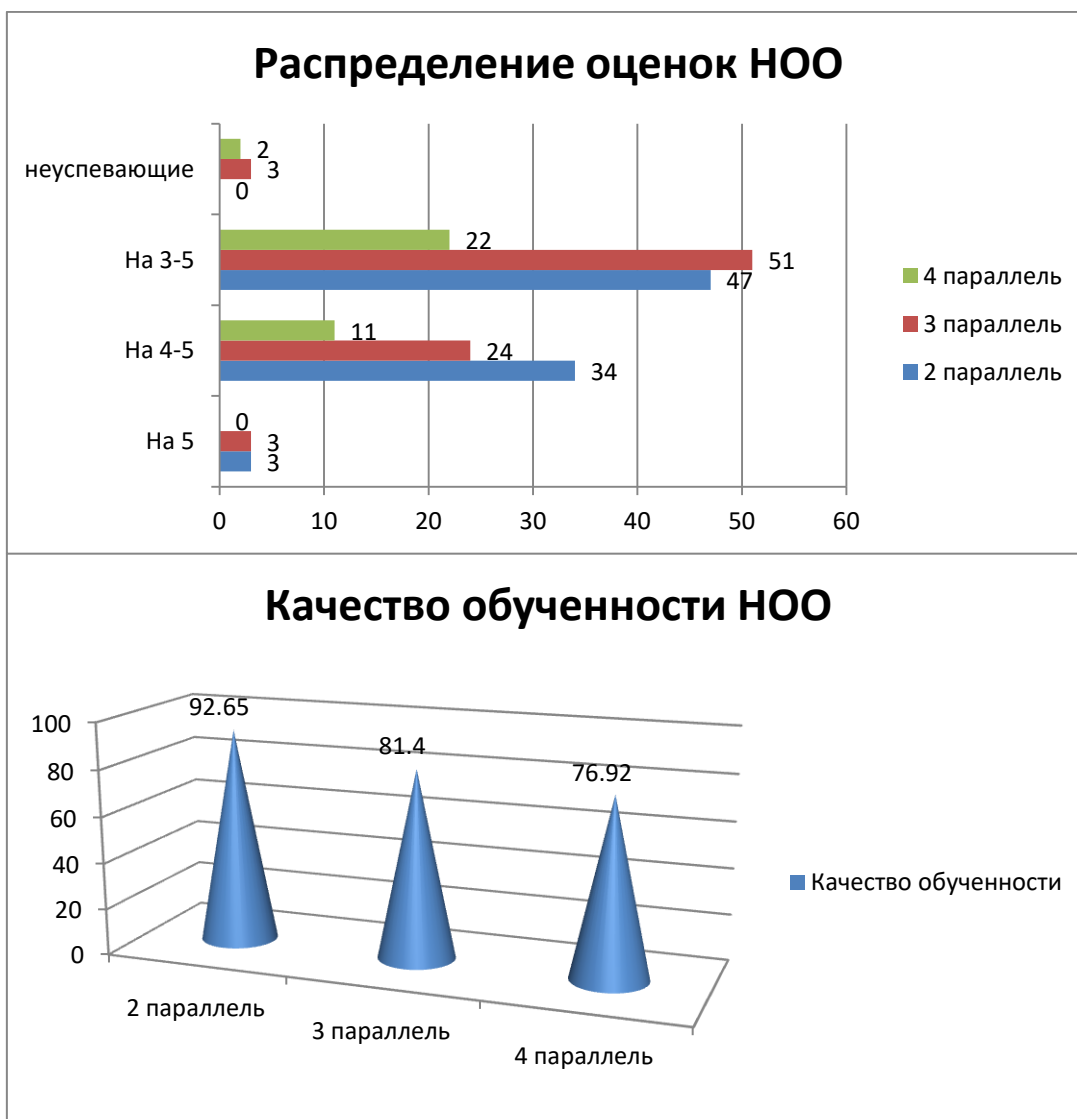 Распределение оценок НОО
неуспевающие
2
3
0
На 3-5
22
51
47
На 4-5
11
24
34
На 5
0
3
3
0 10 20 30 40 50 60
4 параллель
3 параллель
2 параллель
Качество обученности НОО
100
80
60
40
20
0
92.65
81.4
76.92
2 параллель
3 параллель
4 параллель
Качество обученности